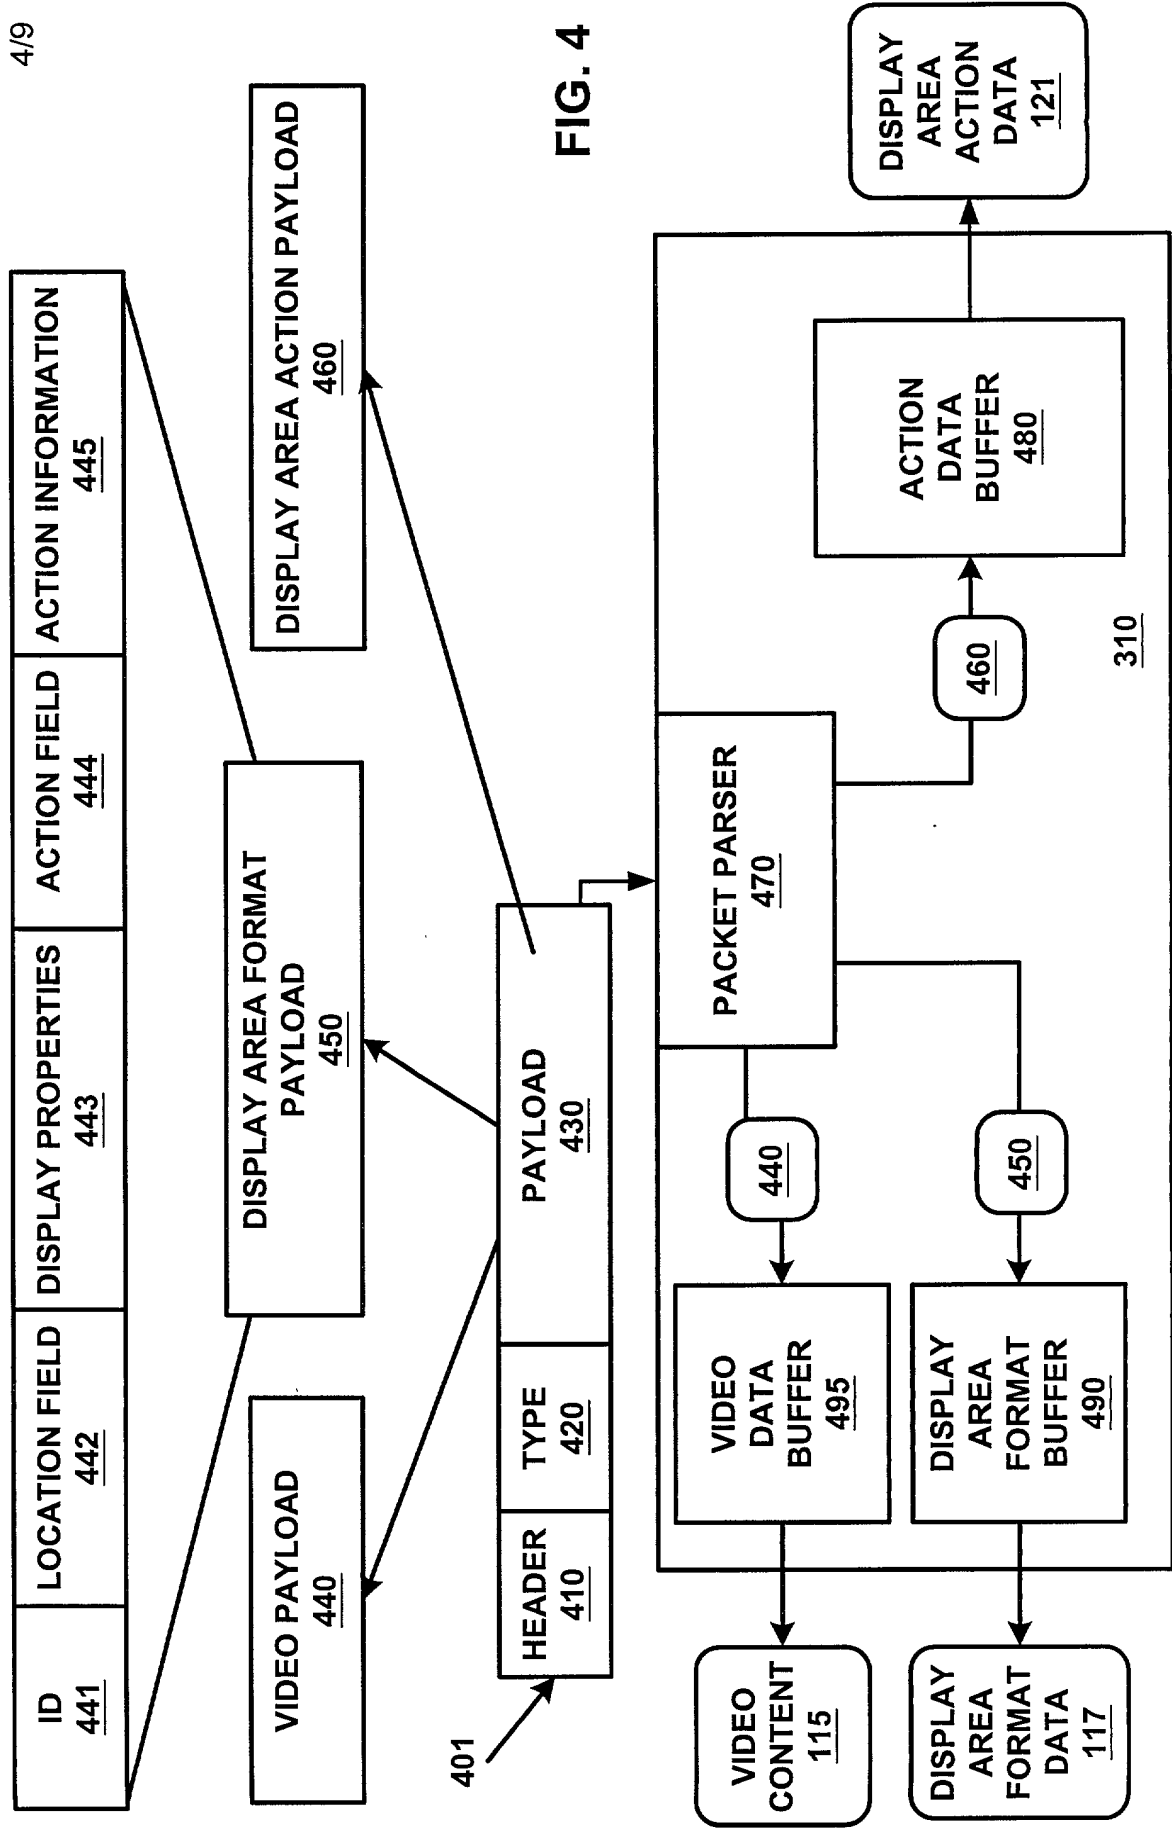 4/9
ID
441
LOCATION FIELD
442
DISPLAY PROPERTIES
443
ACTION FIELD
444
ACTION INFORMATION
445
VIDEO PAYLOAD
440
DISPLAY AREA FORMAT
PAYLOAD
450
DISPLAY AREA ACTION PAYLOAD
460
401
HEADER
410
TYPE
420
PAYLOAD
430
FIG. 4
PACKET PARSER
470
440
450
460
VIDEO
DATA
BUFFER
495
DISPLAY
AREA
FORMAT
BUFFER
490
ACTION
DATA
BUFFER
480
310
VIDEO
CONTENT
115
DISPLAY
AREA
FORMAT
DATA
117
DISPLAY
AREA
ACTION
DATA
121